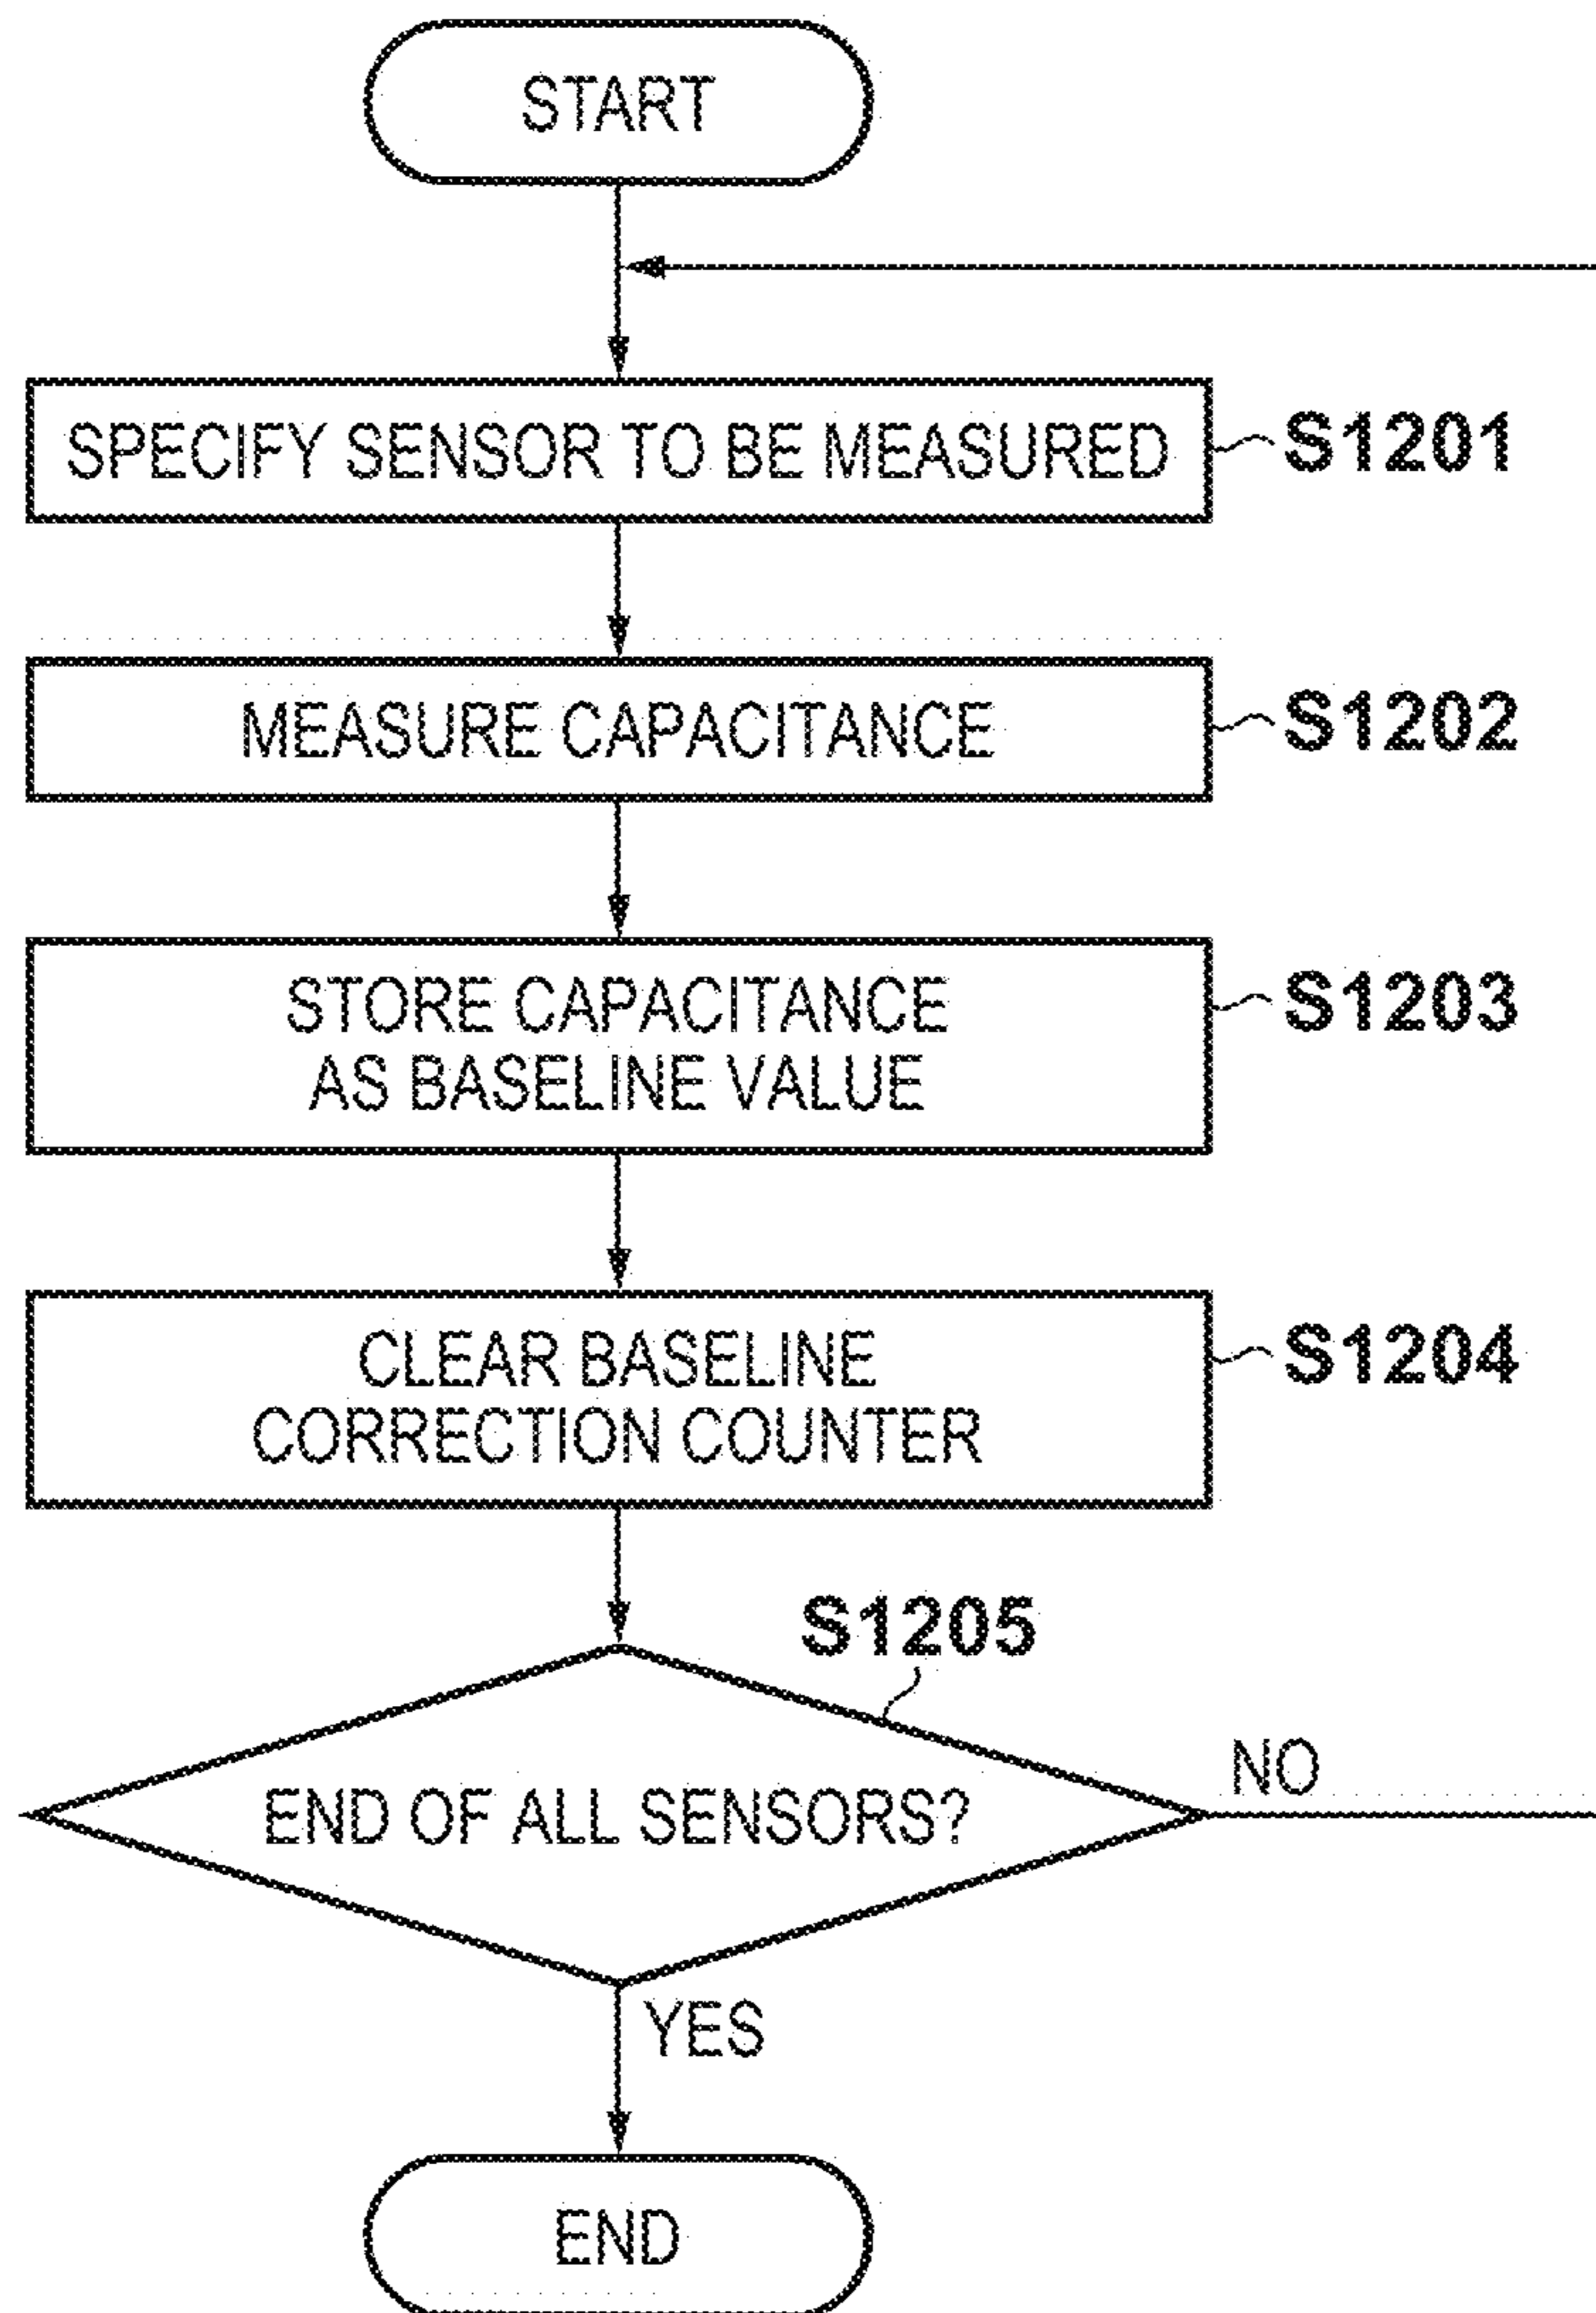 START
SPECIFY SENSOR TO BE MEASURED
S1201
MEASURE CAPACITANCE
S1202
STORE CAPACITANCE
AS BASELINE VALUE
S1203
CLEAR BASELINE
CORRECTION COUNTER
S1204
S1205
END OF ALL SENSORS?
NO
YES
END